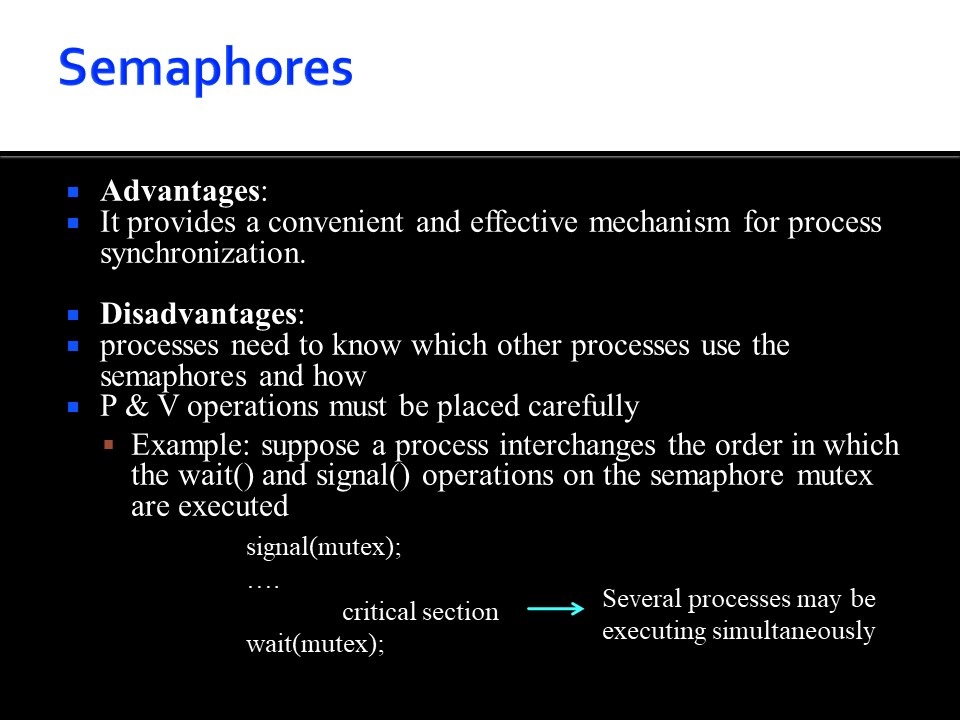 Semaphores
Advantages:
It provides a convenient and effective mechanism for process
synchronization.
Disadvantages:
processes need to know which other processes use the
semaphores and how
P & V operations must be placed carefully
Example: suppose a process interchanges the order in which
the wait() and signal() operations on the semaphore mutex
are executed
signal(mutex);
….
critical section
wait(mutex);
Several processes may be
executing simultaneously